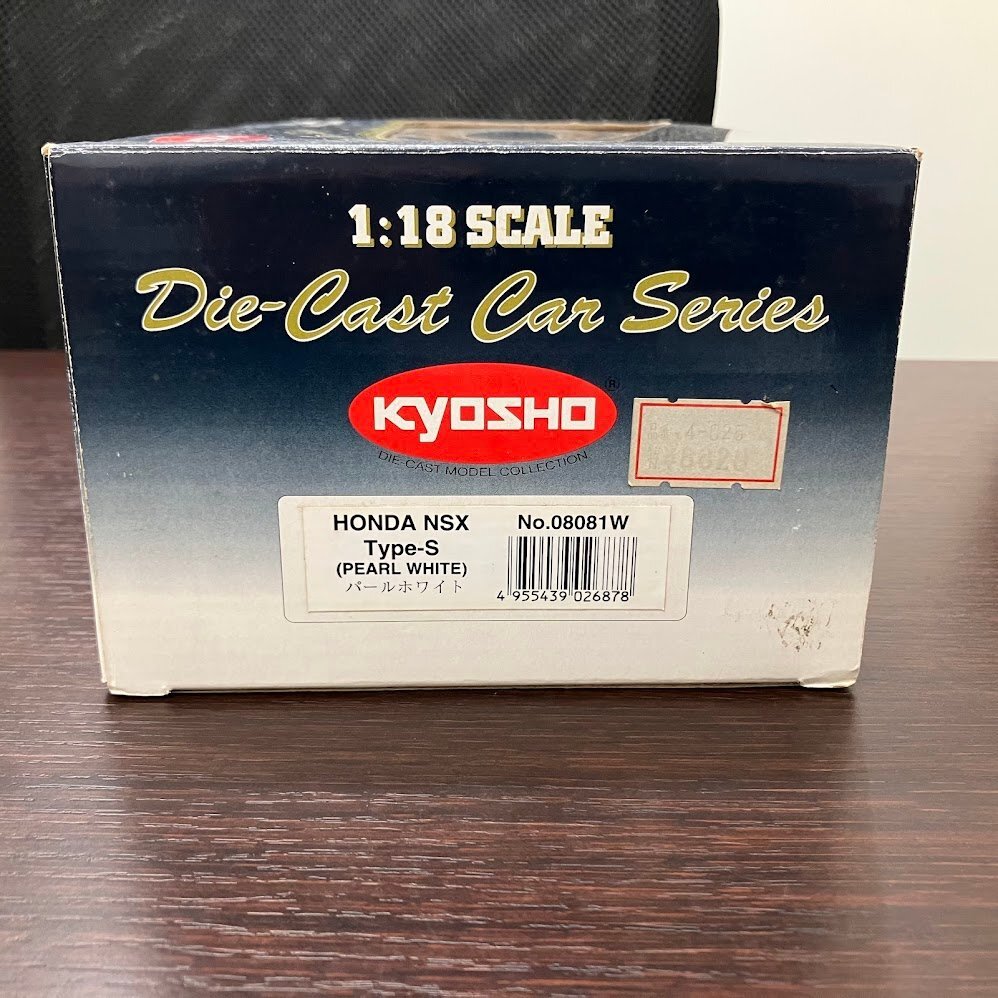 1:18 SCALE
Die-Cast Car Series
KYOSHO ®
DIE-CAST MODEL COLLECTION
HONDA NSX
Type-S
(PEARL WHITE)
パールホワイト
No.08081W
4 955439 026878